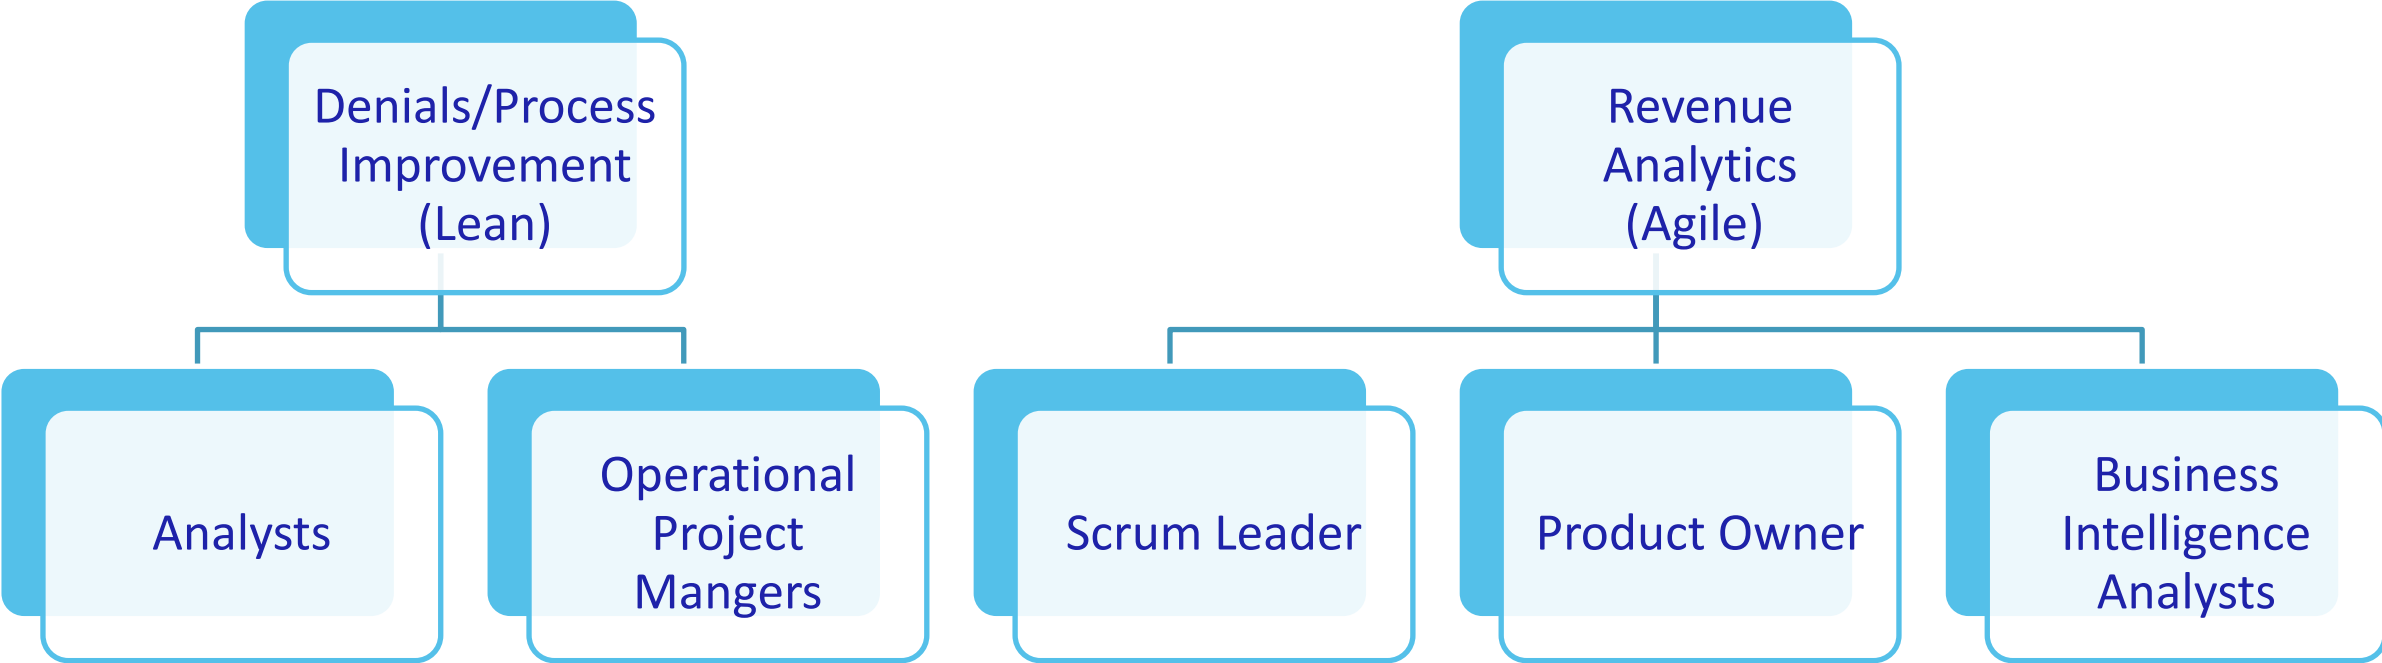 Denials/Process
Improvement
(Lean)
Revenue
Analytics
(Agile)
Analysts
Operational
Project
Mangers
Scrum Leader
Product Owner
Business
Intelligence
Analysts